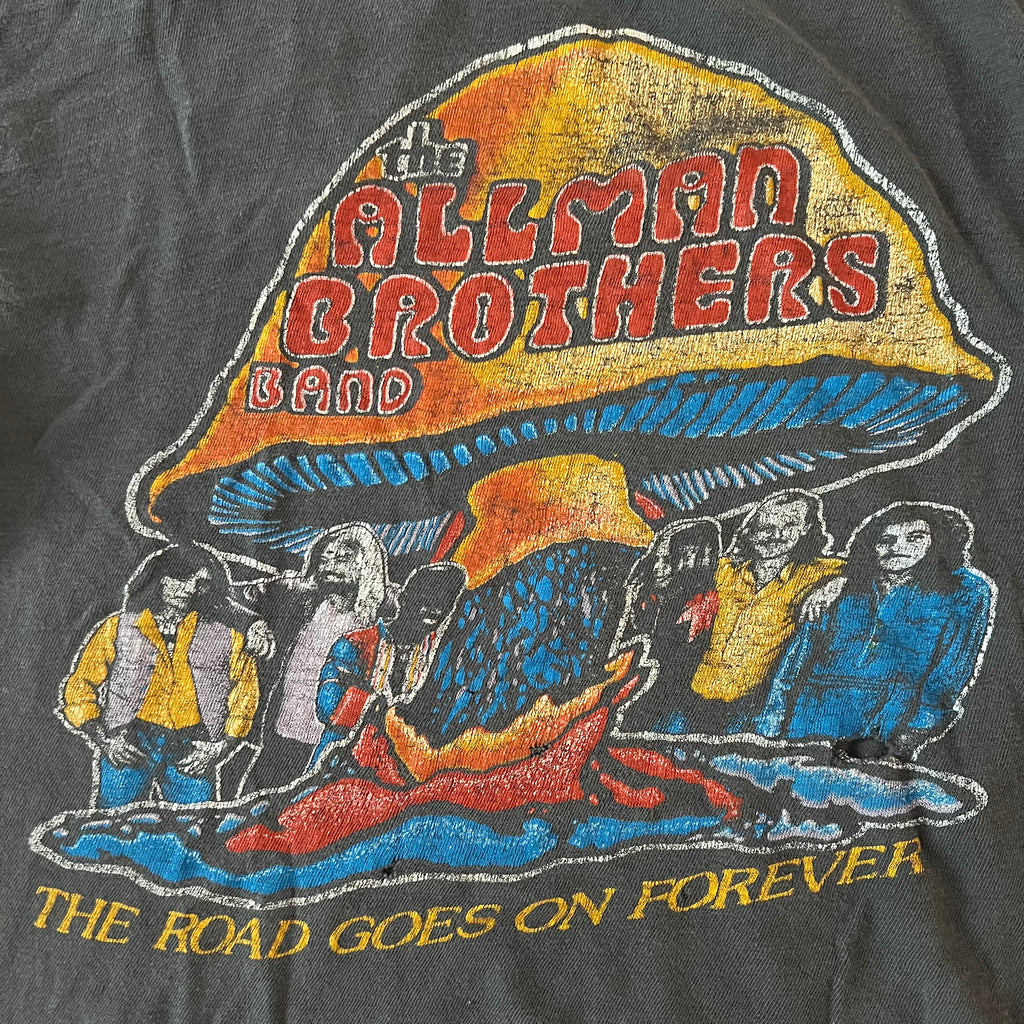 the
ALLMAN
BROTHERS
BAND
THE ROAD GOES ON FOREVER